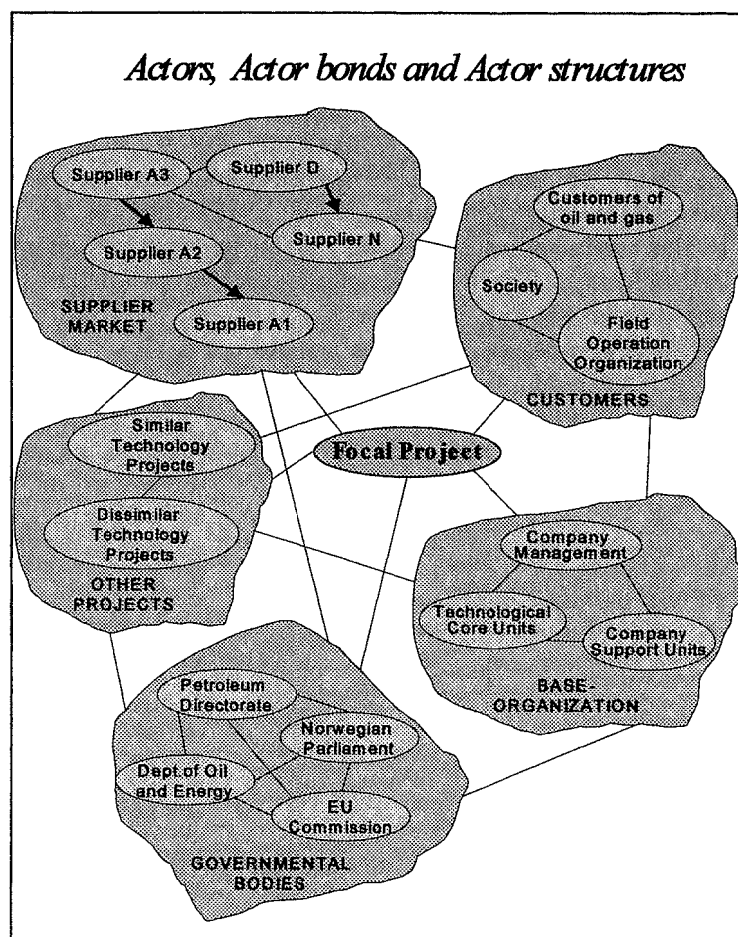 Actors, Actor bonds and Actor structures
Supplier A3
Supplier D
Supplier A2
Supplier N
SUPPLIER
MARKET
Supplier A1
Customers of
oil and gas
Society
Field
Operation
Organization
CUSTOMERS
Similar
Technology
Projects
Focal Project
Dissimilar
Technology
Projects
OTHER
PROJECTS
Company
Management
Tachnological
Core Units
Company
Support Units
BASE-
ORGANIZATION
Petroleum
Directorate
Norwegian
Parliament
Dept.of Oil
and Energy
EU
Commission
GOVERNMENTAL
BODIES